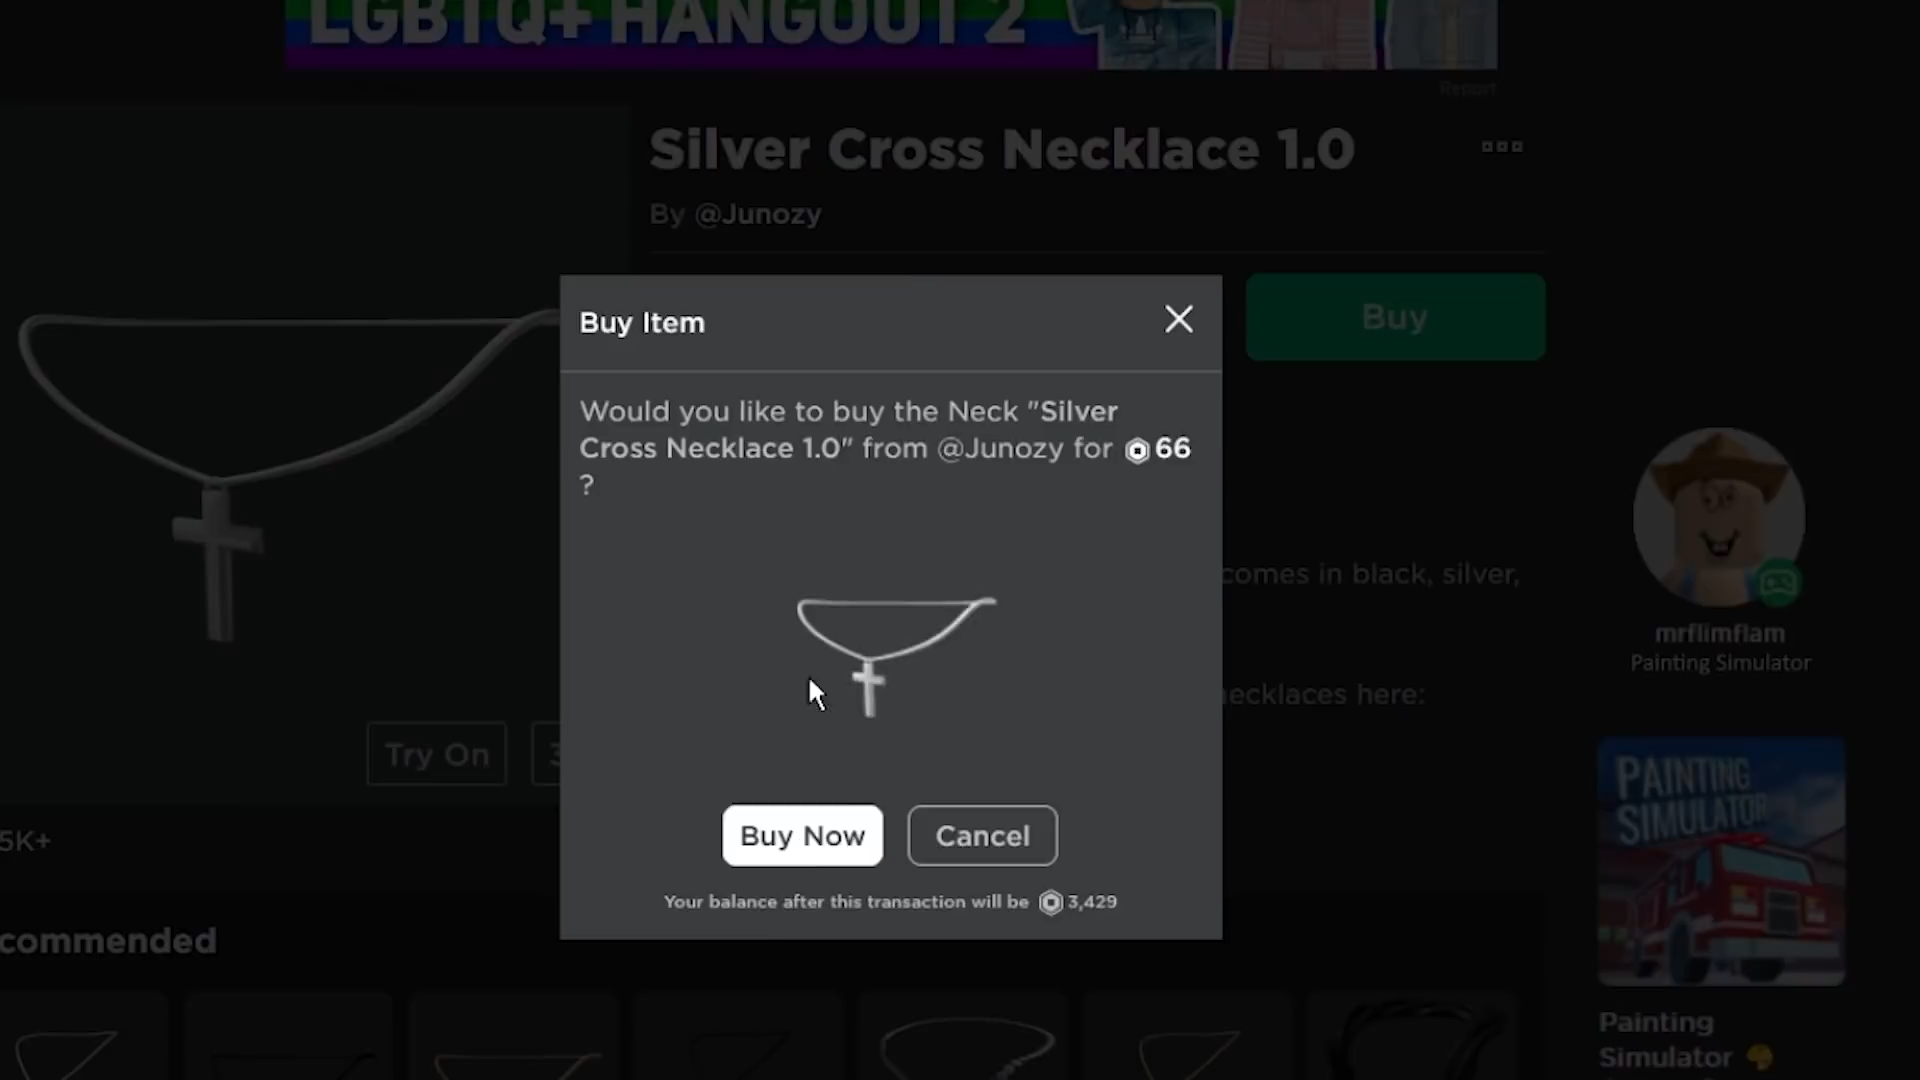 LGBTQ+ HANGOUT 2
Report
Silver Cross Necklace 1.0
By @Junozy
Buy
Buy Item
Would you like to buy the Neck "Silver
Cross Necklace 1.0" from @Junozy for 66
?
comes in black, silver,
necklaces here:
Try On
5K+
Buy Now
Cancel
Your balance after this transaction will be 3,429
commended
mrflimflam
Painting Simulator
PAINTING
SIMULATOR
Painting
Simulator